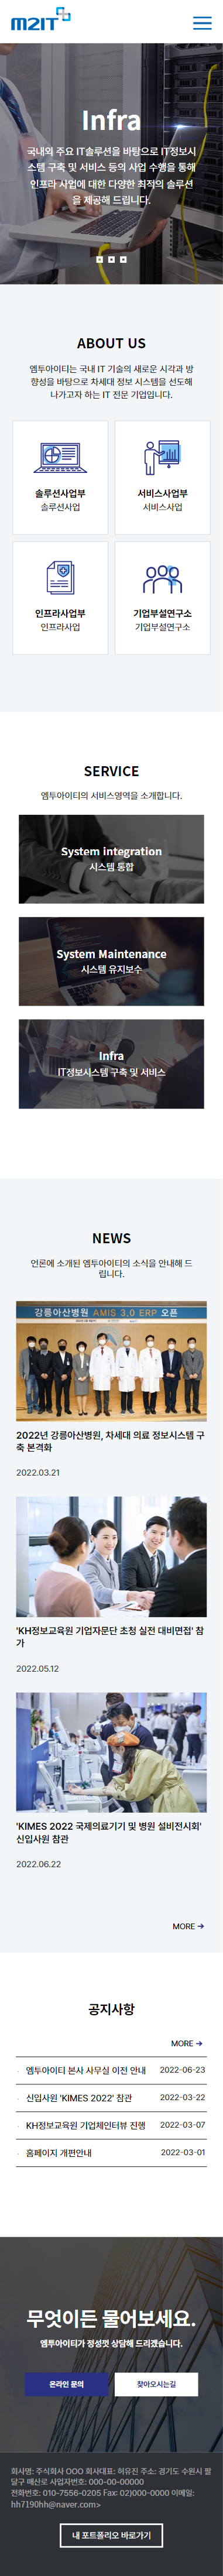 M2IT
Infra
국내외 주요 IT솔루션을 바탕으로 IT정보시
스템 구축 및 서비스 등의 사업 수행을 통해
인프라 사업에 대한 다양한 최적의 솔루션
을 제공해 드립니다.
ABOUT US
엠투아이티는 국내 IT 기술의 새로운 시각과 방
향성을 바탕으로 차세대 정보 시스템을 선도해
나가고자 하는 IT 전문 기업입니다.
솔루션사업부
솔루션사업
서비스사업부
서비스사업
인프라사업부
인프라사업
기업부설연구소
기업부설연구소
SERVICE
엠투아이티의 서비스영역을 소개합니다.
System integration
시스템 통합
System Maintenance
시스템 유지보수
Infra
IT정보시스템 구축 및 서비스
NEWS
언론에 소개된 엠투아이티의 소식을 안내해 드
립니다.
강릉아산병원 AMIS 3.0 ERP 오픈
2022년 강릉아산병원, 차세대 의료 정보시스템 구
축 본격화
2022.03.21
'KH정보교육원 기업자문단 초청 실전 대비면접' 참
가
2022.05.12
'KIMES 2022 국제의료기기 및 병원 설비전시회'
신입사원 참관
2022.06.22
MORE →
공지사항
MORE →
· 엠투아이티 본사 사무실 이전 안내 2022-06-23
· 신입사원 'KIMES 2022' 참관 2022-03-22
· KH정보교육원 기업체인터뷰 진행 2022-03-07
· 홈페이지 개편안내 2022-03-01
무엇이든 물어보세요.
엠투아이티가 정성껏 상담해 드리겠습니다.
온라인 문의
찾아오시는길
회사명: 주식회사 OOO 회사대표: 허유진 주소: 경기도 수원시 팔
달구 매산로 사업자번호: 000-00-00000
전화번호: 010-7556-0205 Fax: 02)000-0000 이메일:
hh7190hh@naver.com>
내 포트폴리오 바로가기